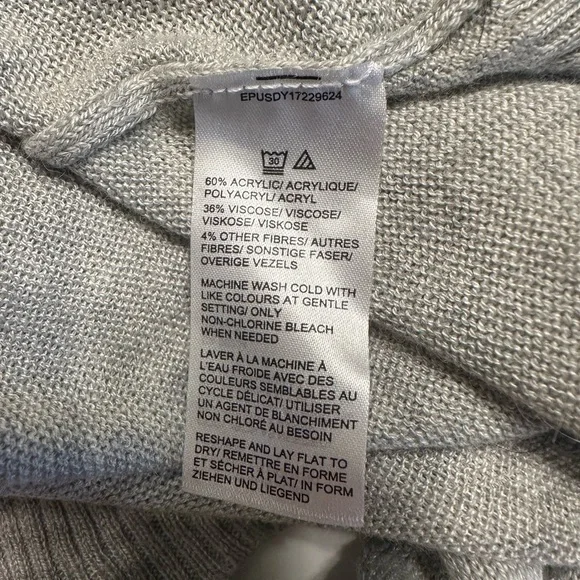 EPUSDY17229624
30
60% ACRYLIC/ ACRYLIQUE/
POLYACRYL/ ACRYL
36% VISCOSE/ VISCOSE/
VISKOSE/ VISKOSE
4% OTHER FIBRES/ AUTRES
FIBRES/ SONSTIGE FASER/
OVERIGE VEZELS
MACHINE WASH COLD WITH
LIKE COLOURS AT GENTLE
SETTING/ ONLY
NON-CHLORINE BLEACH
WHEN NEEDED
LAVER À LA MACHINE À
L'EAU FROIDE AVEC DES
COULEURS SEMBLABLES AU
CYCLE DÉLICAT/ UTILISER
UN AGENT DE BLANCHIMENT
NON CHLORÉ AU BESOIN
RESHAPE AND LAY FLAT TO
DRY/ REMETTRE EN FORME
ET SÉCHER À PLAT/ IN FORM
ZIEHEN UND LIEGEND